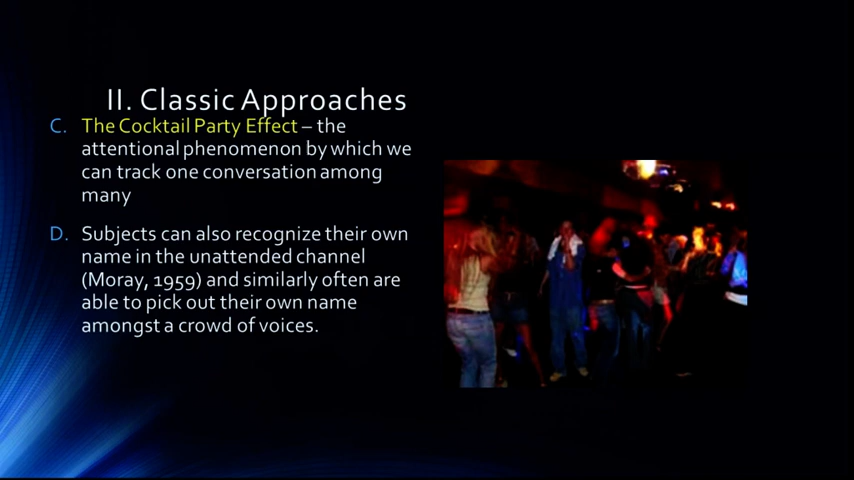 II. Classic Approaches
C. The Cocktail Party Effect – the
attentional phenomenon by which we
can track one conversation among
many
D. Subjects can also recognize their own
name in the unattended channel
(Moray, 1959) and similarly often are
able to pick out their own name
amongst a crowd of voices.